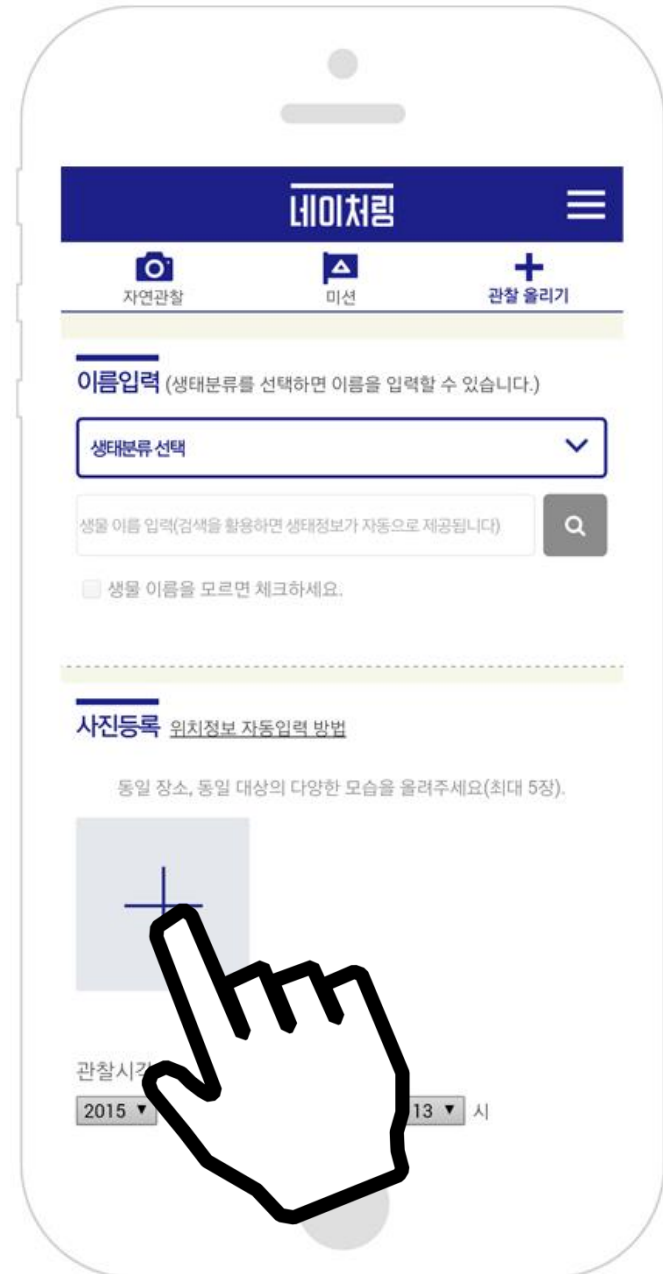 네이처링
자연관찰 미션 관찰 올리기
이름입력 (생태분류를 선택하면 이름을 입력할 수 있습니다.)
생태분류 선택
생물 이름 입력(검색을 활용하면 생태정보가 자동으로 제공됩니다)
생물 이름을 모르면 체크하세요.
사진등록 위치정보 자동입력 방법
동일 장소, 동일 대상의 다양한 모습을 올려주세요(최대 5장).
2015 13 시